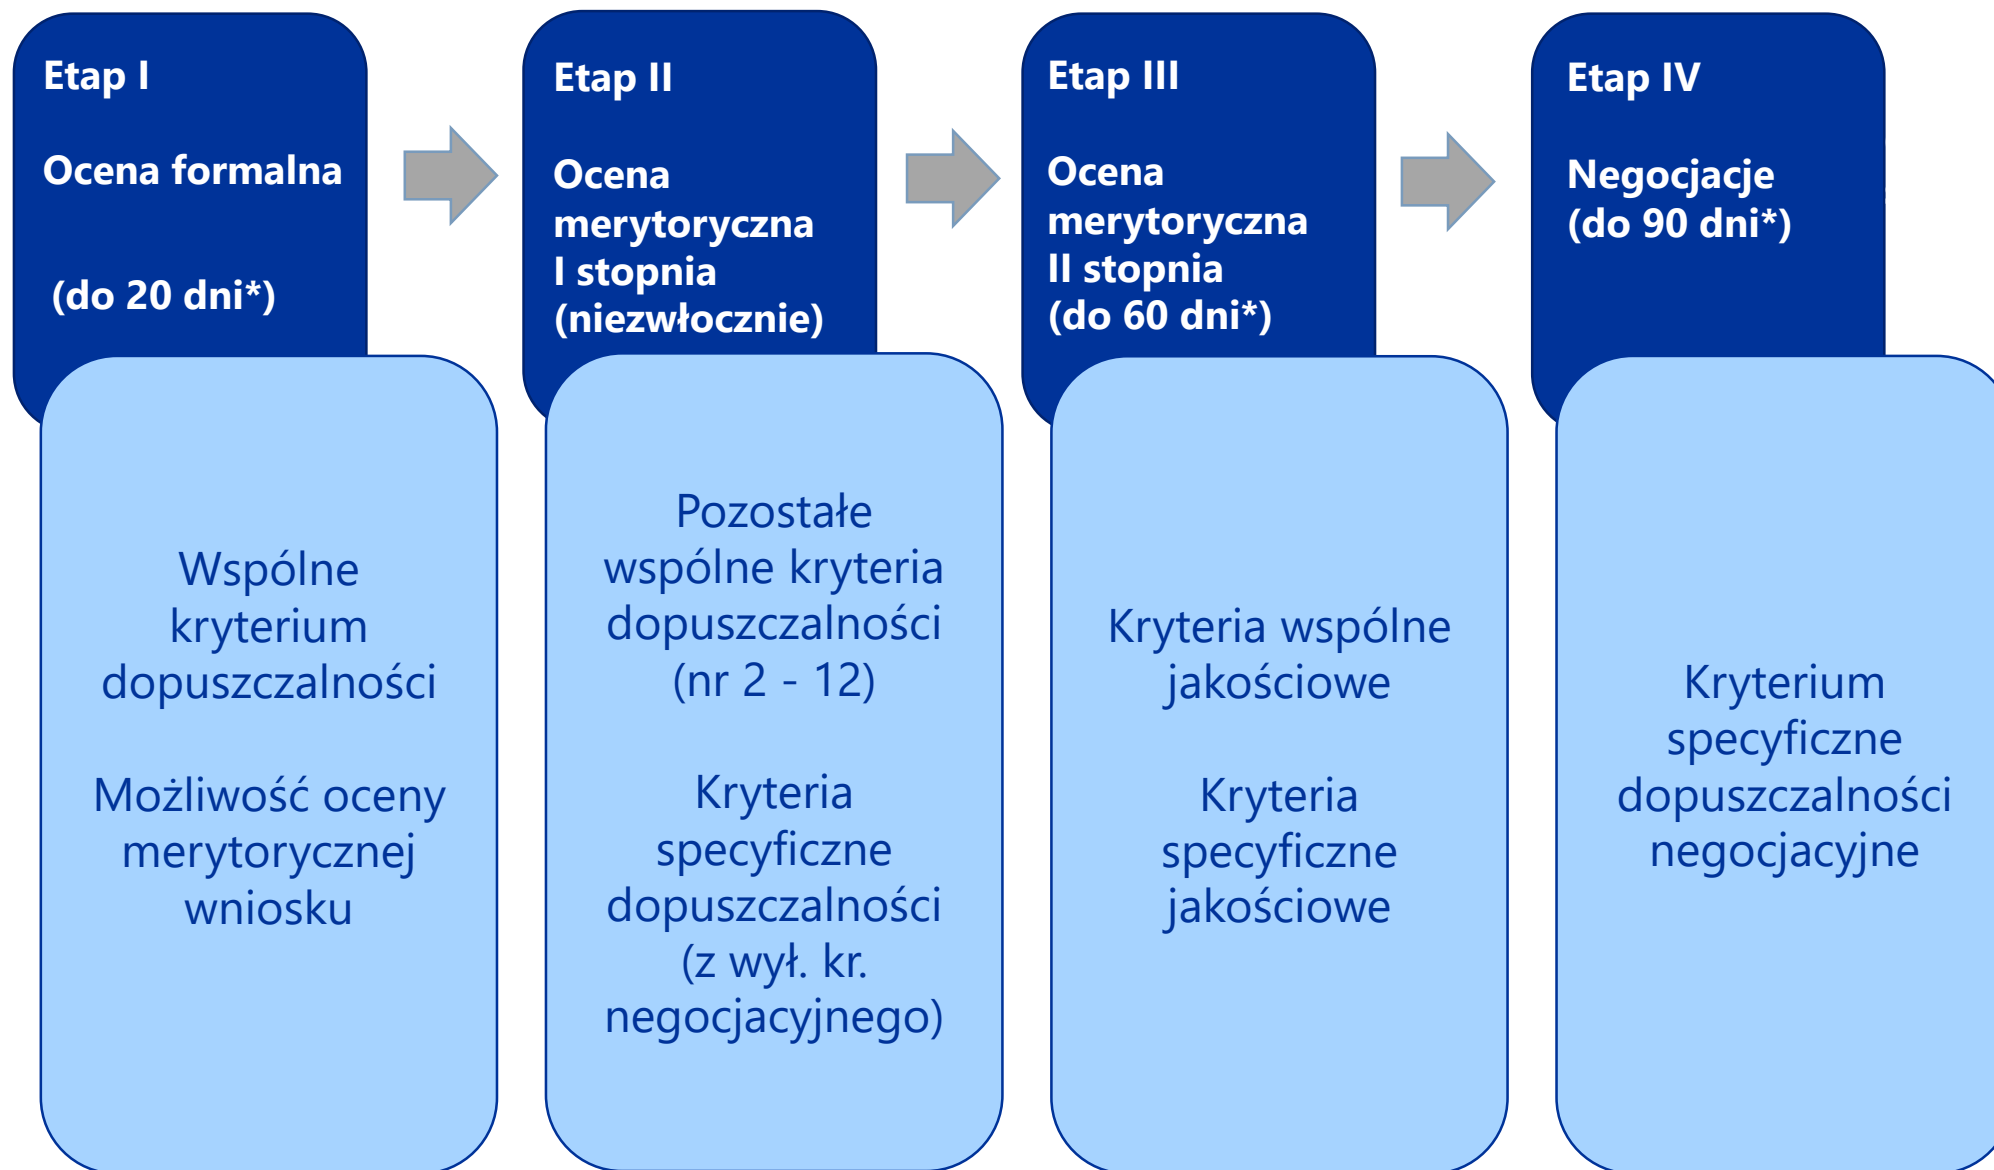 Etap I
Ocena formalna
(do 20 dni*)
Wspólne
kryterium
dopuszczalności
Możliwość oceny
merytorycznej
wniosku
Etap II
Ocena
merytoryczna
I stopnia
(niezwłocznie)
Pozostałe
wspólne kryteria
dopuszczalności
(nr 2 - 12)
Kryteria
specyficzne
dopuszczalności
(z wył. kr.
negocjacyjnego)
Etap III
Ocena
merytoryczna
II stopnia
(do 60 dni*)
Kryteria wspólne
jakościowe
Kryteria
specyficzne
jakościowe
Etap IV
Negocjacje
(do 90 dni*)
Kryterium
specyficzne
dopuszczalności
negocjacyjne